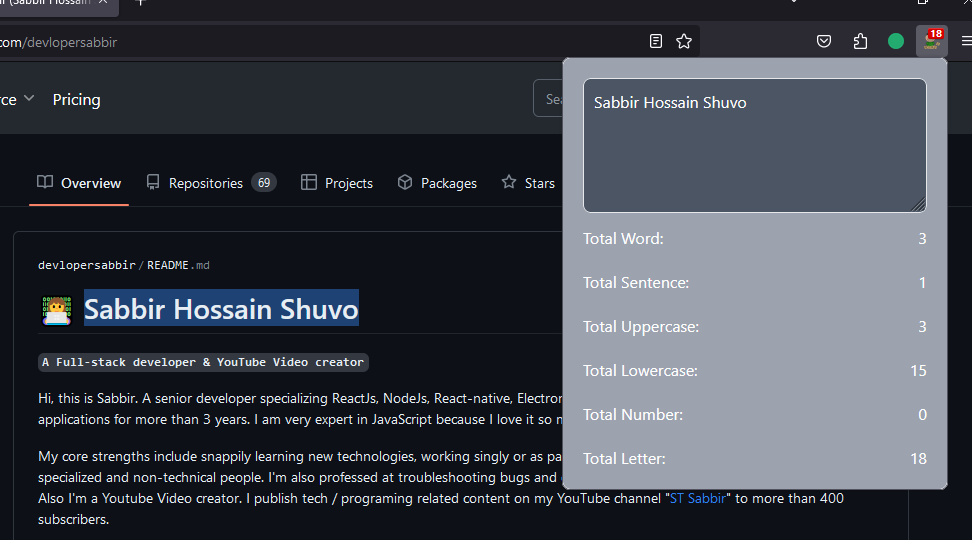 ir (Sabbir Hossain
.com/devlopersabbir
18
rce
Pricing
Sea
Overview
Repositories 69
Projects
Packages
Stars
devlopersabbir/README.md
Sabbir Hossain Shuvo
A Full-stack developer & YouTube Video creator
Hi, this is Sabbir. A senior developer specializing ReactJs, NodeJs, React-native, Electron
applications for more than 3 years. I am very expert in JavaScript because I love it so m
My core strengths include snappily learning new technologies, working singly or as pa
specialized and non-technical people. I'm also professed at troubleshooting bugs and
Also I'm a Youtube Video creator. I publish tech / programing related content on my YouTube channel "ST Sabbir" to more than 400
subscribers.
Sabbir Hossain Shuvo
Total Word: 3
Total Sentence: 1
Total Uppercase: 3
Total Lowercase: 15
Total Number: 0
Total Letter: 18